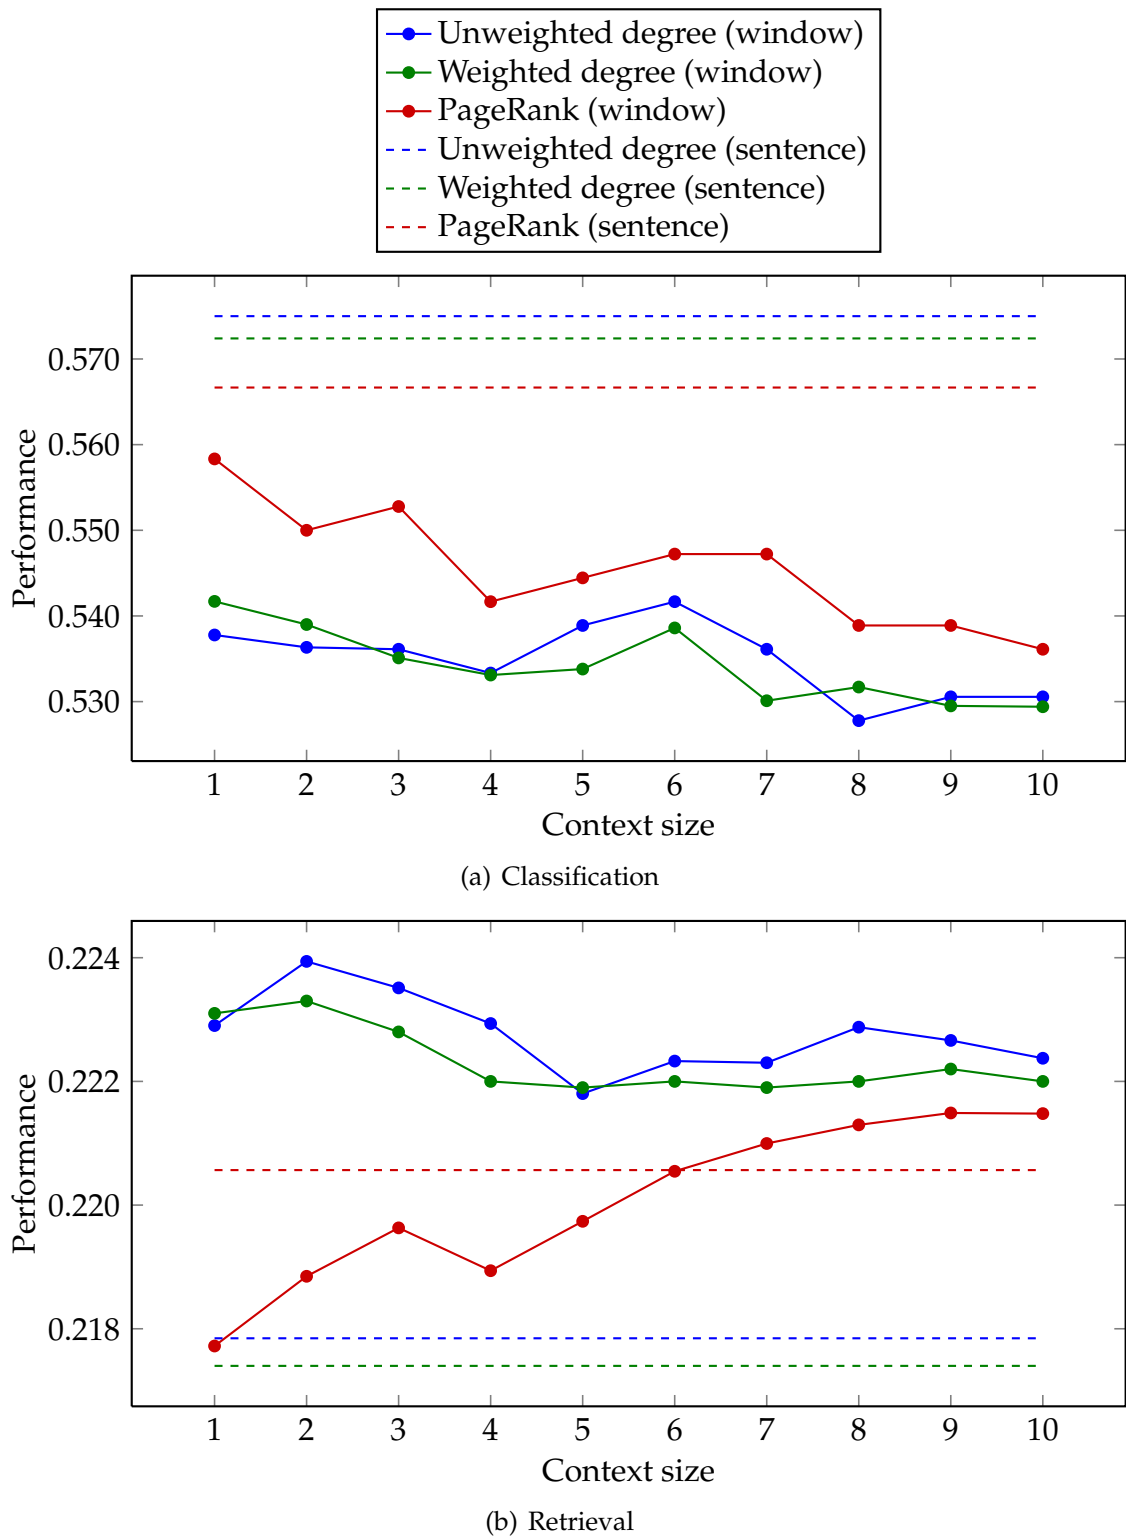 Unweighted degree (window)
Weighted degree (window)
PageRank (window)
Unweighted degree (sentence)
Weighted degree (sentence)
PageRank (sentence)
0.570
0.560
0.550
0.540
0.530
Performance
1 2 3 4 5 6 7 8 9 10
Context size
(a) Classification
0.224
0.222
0.220
0.218
Performance
1 2 3 4 5 6 7 8 9 10
Context size
(b) Retrieval